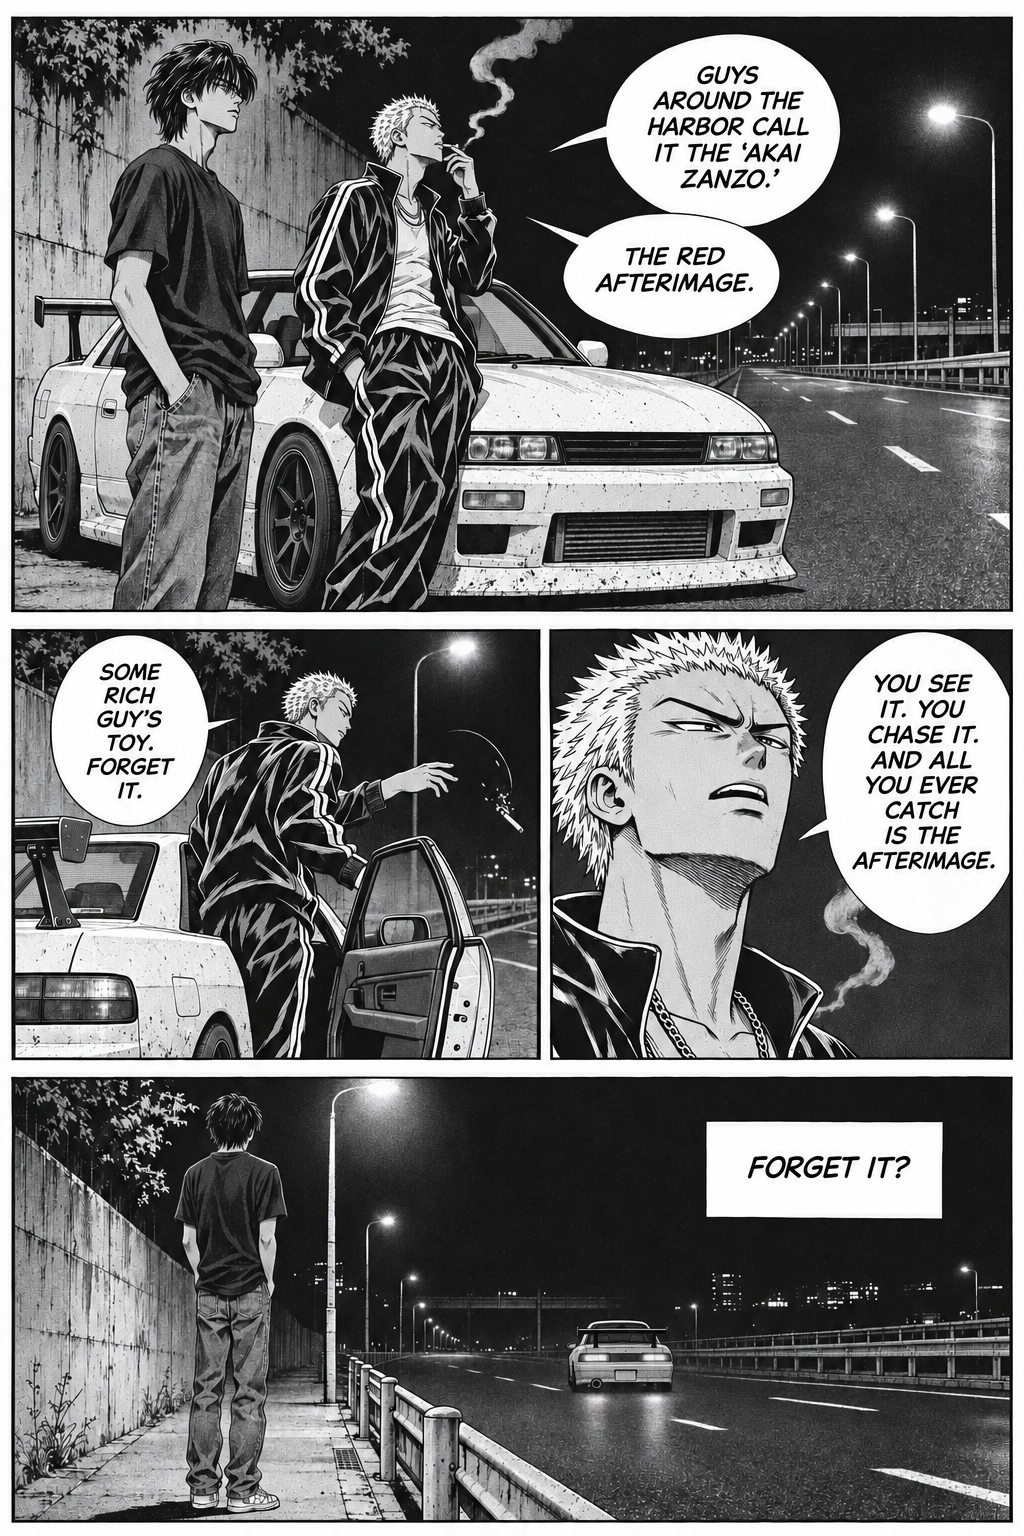 GUYS
AROUND THE
HARBOR CALL
IT THE 'AKAI
ZANZO.'
THE RED
AFTERIMAGE.
SOME
RICH
GUY'S
TOY.
FORGET
IT.
YOU SEE
IT. YOU
CHASE IT.
AND ALL
YOU EVER
CATCH
IS THE
AFTERIMAGE.
FORGET IT?